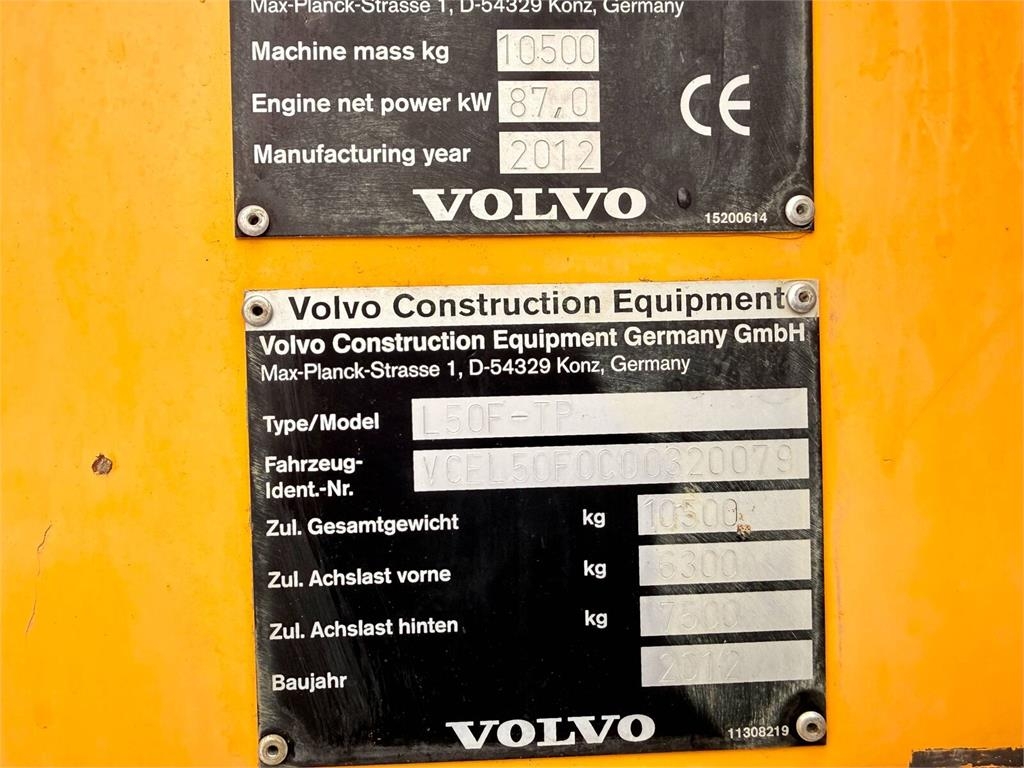 Max-Planck-Strasse 1, D-54329 Konz, Germany
Machine mass kg 10500
Engine net power kW 87,0
CE
Manufacturing year 2012
VOLVO 15200614
Volvo Construction Equipment
Volvo Construction Equipment Germany GmbH
Max-Planck-Strasse 1, D-54329 Konz, Germany
Type/Model L50F-TP
Fahrzeug-
Ident.-Nr. VCEL50F0C00320079
Zul. Gesamtgewicht kg 10500
Zul. Achslast vorne kg 6300
Zul. Achslast hinten kg 7500
Baujahr 2012
VOLVO 11308219